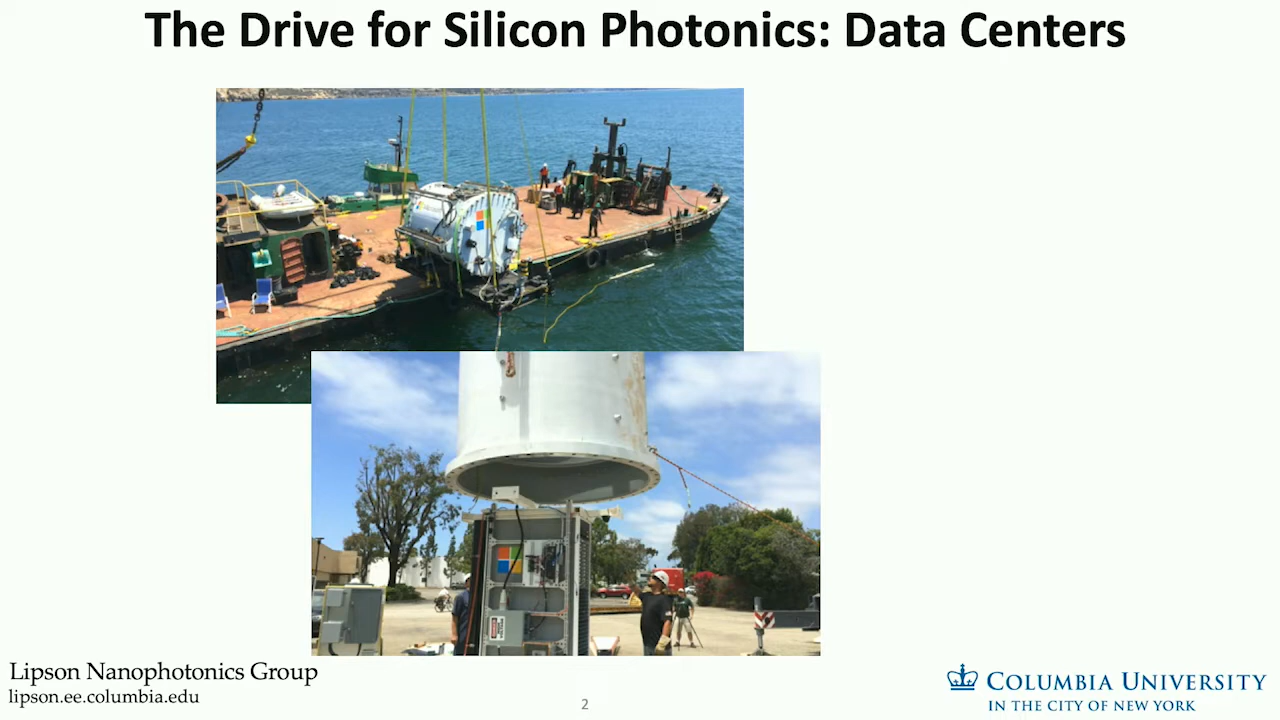 The Drive for Silicon Photonics: Data Centers
Lipson Nanophotonics Group
lipson.ee.columbia.edu
2
COLUMBIA UNIVERSITY
IN THE CITY OF NEW YORK